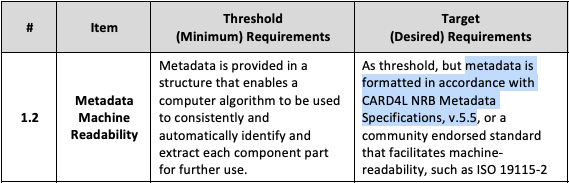 #
Item
Threshold
(Minimum) Requirements
Target
(Desired) Requirements
1.2
Metadata
Machine
Readability
Metadata is provided in a
structure that enables a
computer algorithm to be used
to consistently and
automatically identify and
extract each component part
for further use.
As threshold, but metadata is
formatted in accordance with
CARD4L NRB Metadata
Specifications, v.5.5, or a
community endorsed standard
that facilitates machine-
readability, such as ISO 19115-2